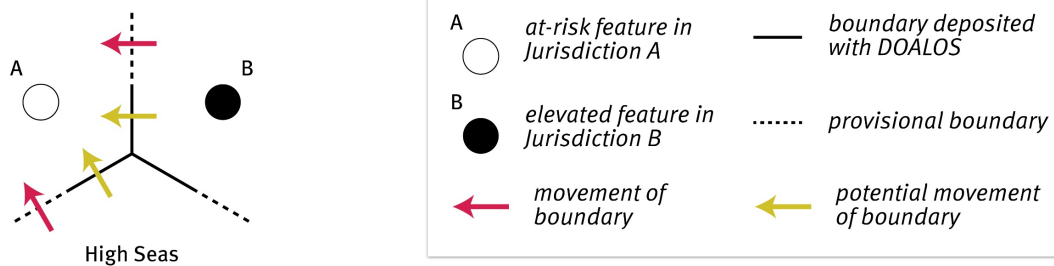 A
B
High Seas
A
at-risk feature in
Jurisdiction A
boundary deposited
with DOALOS
B
elevated feature in
Jurisdiction B
provisional boundary
movement of
boundary
potential movement
of boundary